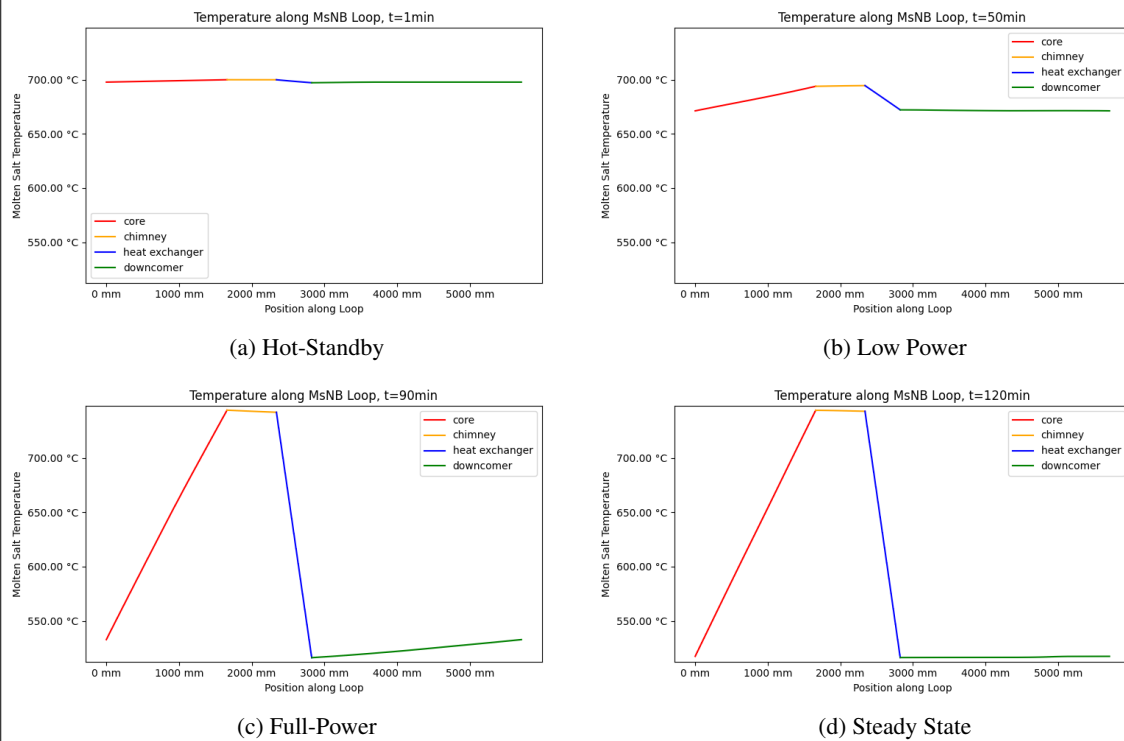 Temperature along MsNB Loop, t=1min
Molten Salt Temperature
700.00 °C
650.00 °C
600.00 °C
550.00 °C
core
chimney
heat exchanger
downcomer
0 mm 1000 mm 2000 mm 3000 mm 4000 mm 5000 mm
Position along Loop
(a) Hot-Standby
Temperature along MsNB Loop, t=50min
Molten Salt Temperature
700.00 °C
650.00 °C
600.00 °C
550.00 °C
core
chimney
heat exchanger
downcomer
0 mm 1000 mm 2000 mm 3000 mm 4000 mm 5000 mm
Position along Loop
(b) Low Power
Temperature along MsNB Loop, t=90min
Molten Salt Temperature
700.00 °C
650.00 °C
600.00 °C
550.00 °C
core
chimney
heat exchanger
downcomer
0 mm 1000 mm 2000 mm 3000 mm 4000 mm 5000 mm
Position along Loop
(c) Full-Power
Temperature along MsNB Loop, t=120min
Molten Salt Temperature
700.00 °C
650.00 °C
600.00 °C
550.00 °C
core
chimney
heat exchanger
downcomer
0 mm 1000 mm 2000 mm 3000 mm 4000 mm 5000 mm
Position along Loop
(d) Steady State